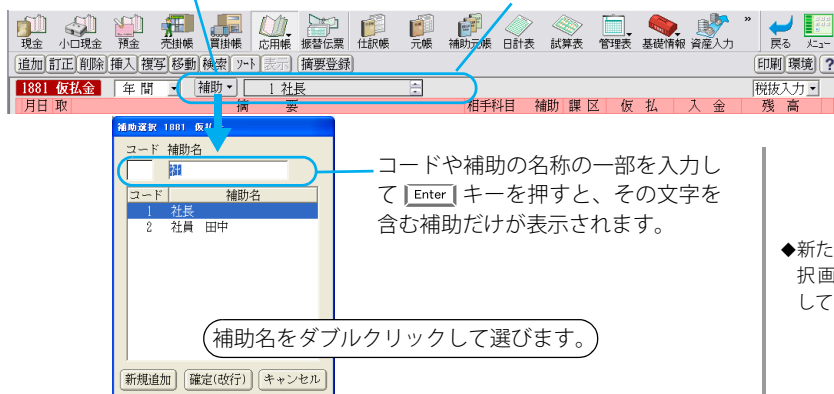 現金 小口現金 預金 売掛帳 買掛帳 応用帳 振替伝票 仕訳帳 元帳 補助元帳 日計表 試算表 管理表 基礎情報 資産入力 » 戻る メニュー
追加 訂正 削除 挿入 複写 移動 検索 ソート 表示 摘要登録 印刷 環境 ?
1881 仮払金 年間 補助 1 社長 税抜入力
月日 取 摘 要 相手科目 補助 課 区 仮 払 入 金 残 高
補助選択 1881 仮
コード 補助名
社
コード 補助名
1 社長
2 社員 田中
新規追加 確定(改行) キャンセル
コードや補助の名称の一部を入力し
て Enter キーを押すと、その文字を
含む補助だけが表示されます。
補助名をダブルクリックして選びます。
◆新た
択画
して